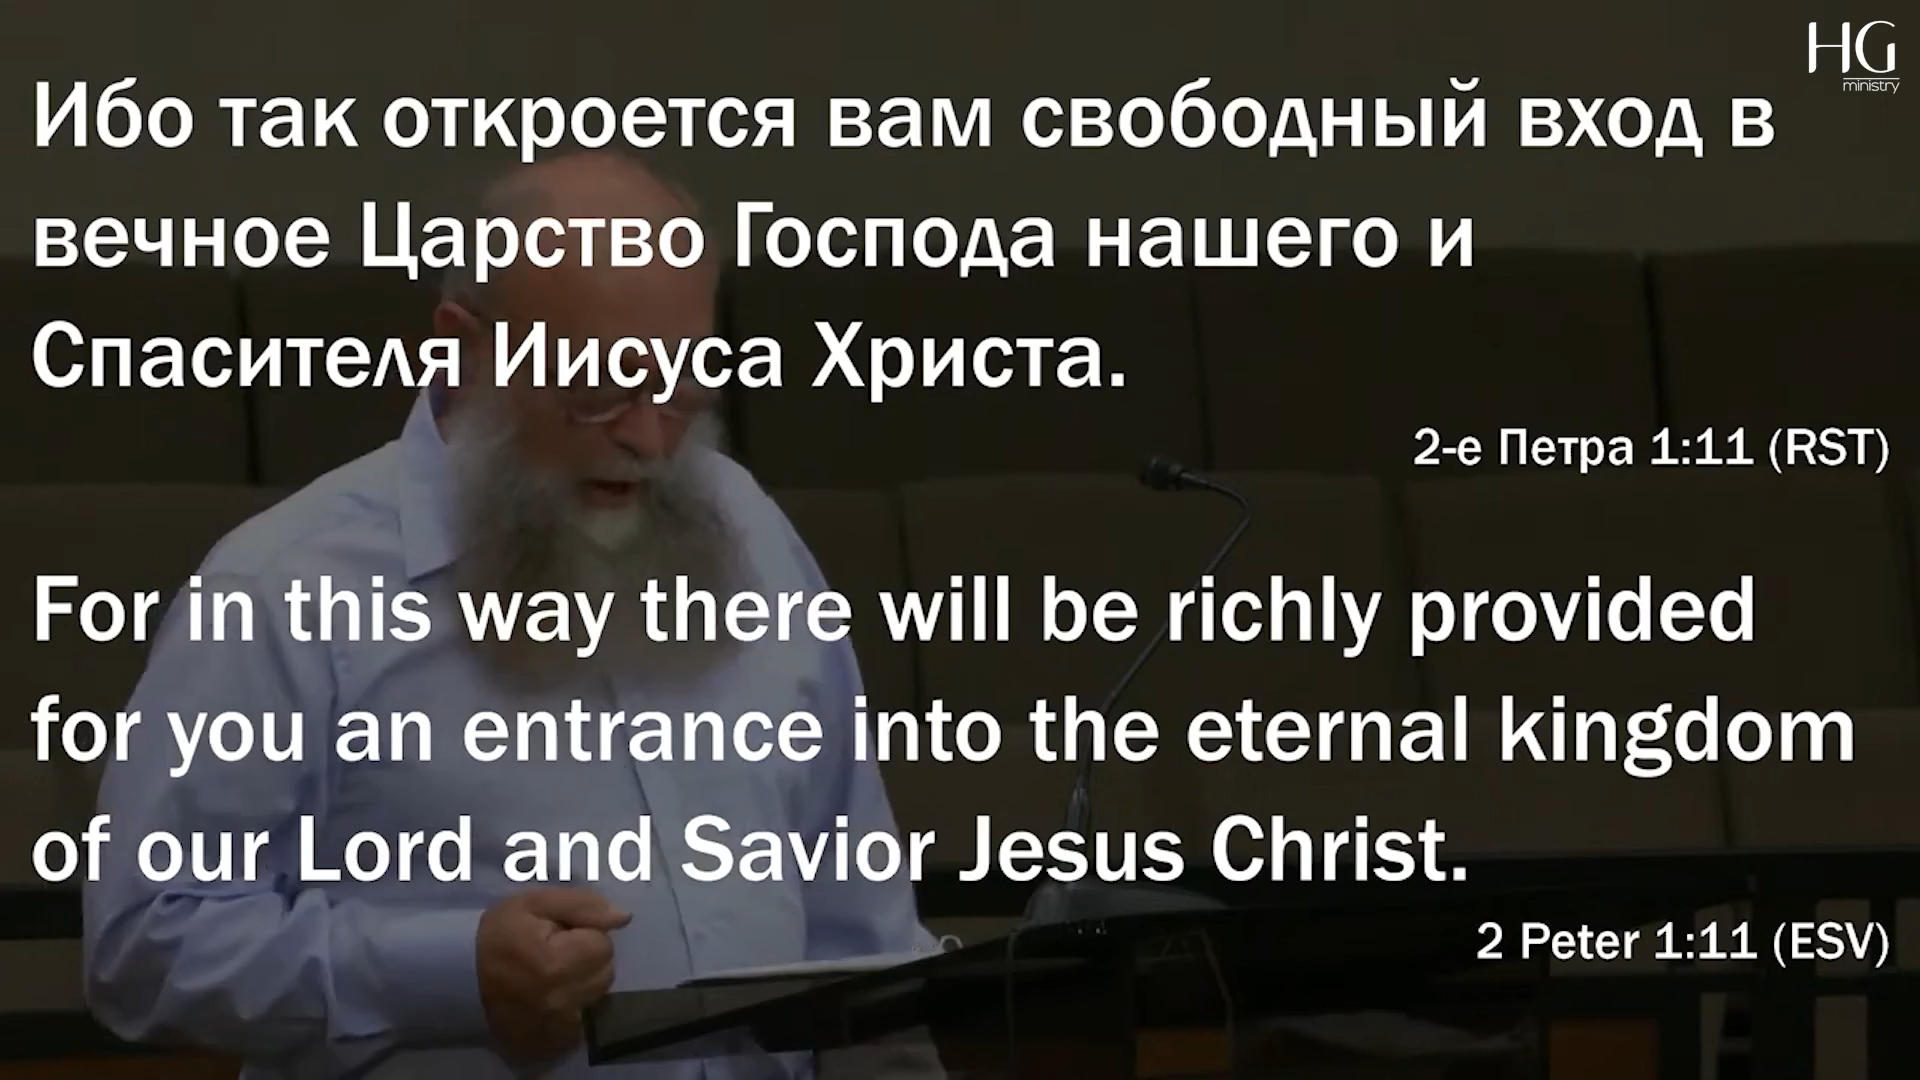 HG
ministry
Ибо так откроется вам свободный вход в
вечное Царство Господа нашего и
Спасителя Иисуса Христа.
2-е Петра 1:11 (RST)
For in this way there will be richly provided
for you an entrance into the eternal kingdom
of our Lord and Savior Jesus Christ.
2 Peter 1:11 (ESV)